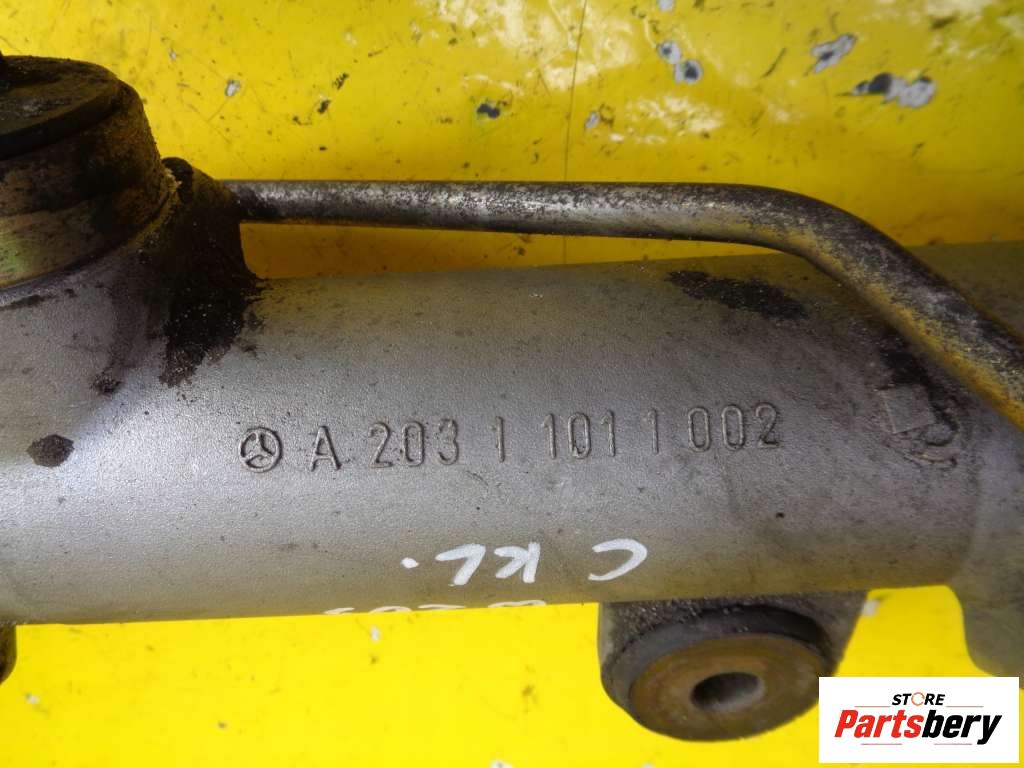 A 203 1 101 1 002
C KL.
STORE
Partsbery